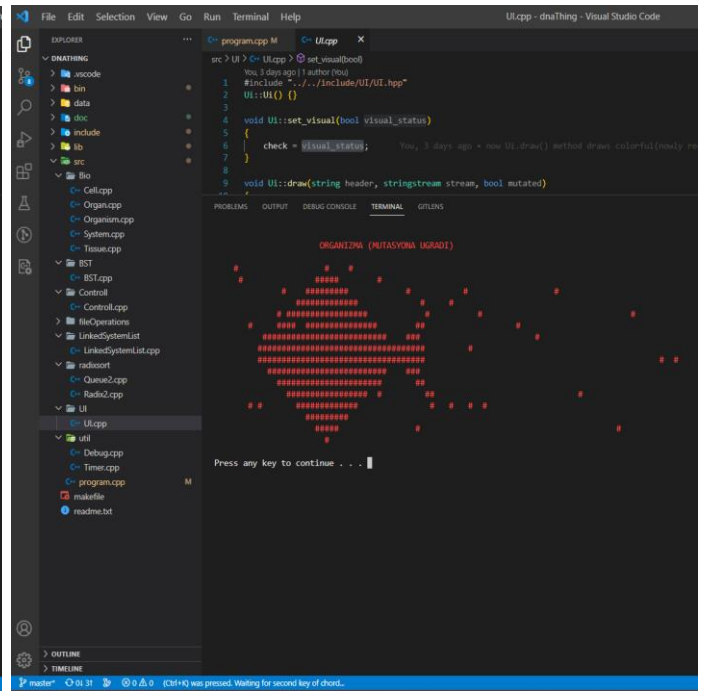 File Edit Selection View Go Run Terminal Help UI.cpp - dnaThing - Visual Studio Code
EXPLORER
DNATHING
.vscode
bin
data
doc
include
lib
src
Bio
Cell.cpp
Organ.cpp
Organism.cpp
System.cpp
Tissue.cpp
BST
BST.cpp
Controll
Controll.cpp
fileOperations
LinkedSystemList
LinkedSystemList.cpp
radixsort
Queue2.cpp
Radix2.cpp
UI
UI.cpp
util
Debug.cpp
Timer.cpp
program.cpp M
makefile
readme.txt
OUTLINE
TIMELINE
program.cpp M UI.cpp
src > UI > UI.cpp > set_visual(bool)
You, 3 days ago | 1 author (You)
1 #include "../../include/UI/UI.hpp"
2 Ui::Ui() {}
3
4 void Ui::set_visual(bool visual_status)
5 {
6 check = visual_status; You, 3 days ago • now UI.draw() method draws colorful(nowly
7 }
8
9 void Ui::draw(string header, stringstream stream, bool mutated)
PROBLEMS OUTPUT DEBUG CONSOLE TERMINAL GITLENS
ORGANIZMA (MUTASYONA UGRADI)
Press any key to continue . . .
master* 0↓ 3↑ 0 0 (Ctrl+K) was pressed. Waiting for second key of chord...